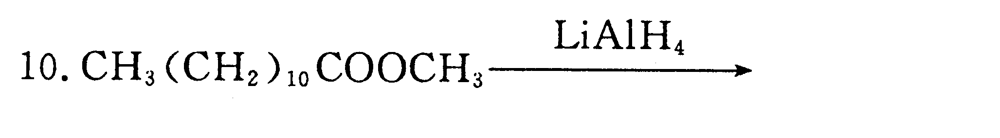 LiAlH₄
10. CH₃(CH₂)₁₀COOCH₃ ⟶